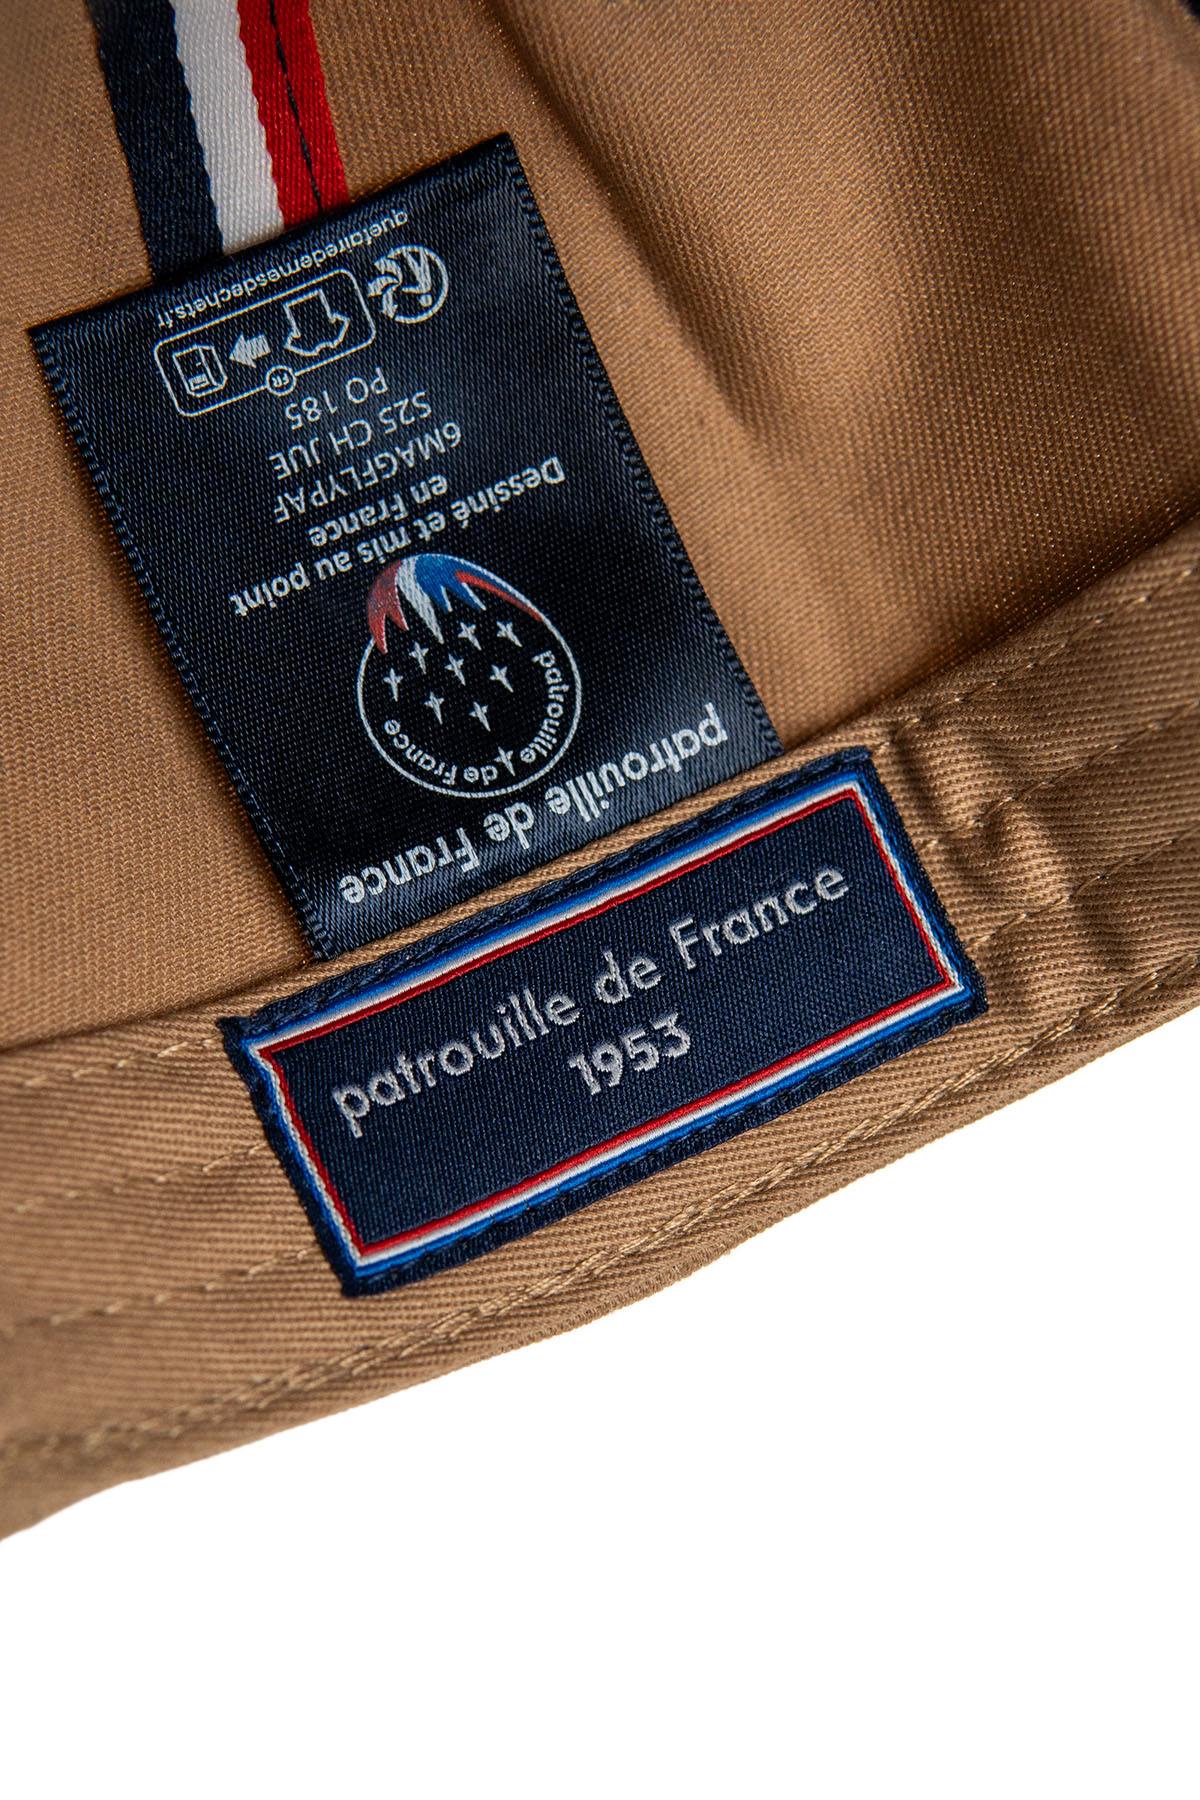 patrouille de France
patrouille de France
Dessiné et mis au point
en France
6MAGFLYPAF
S25 CH JUE
PO 185
FR
quefairedemesdechets.fr
patrouille de France
1953